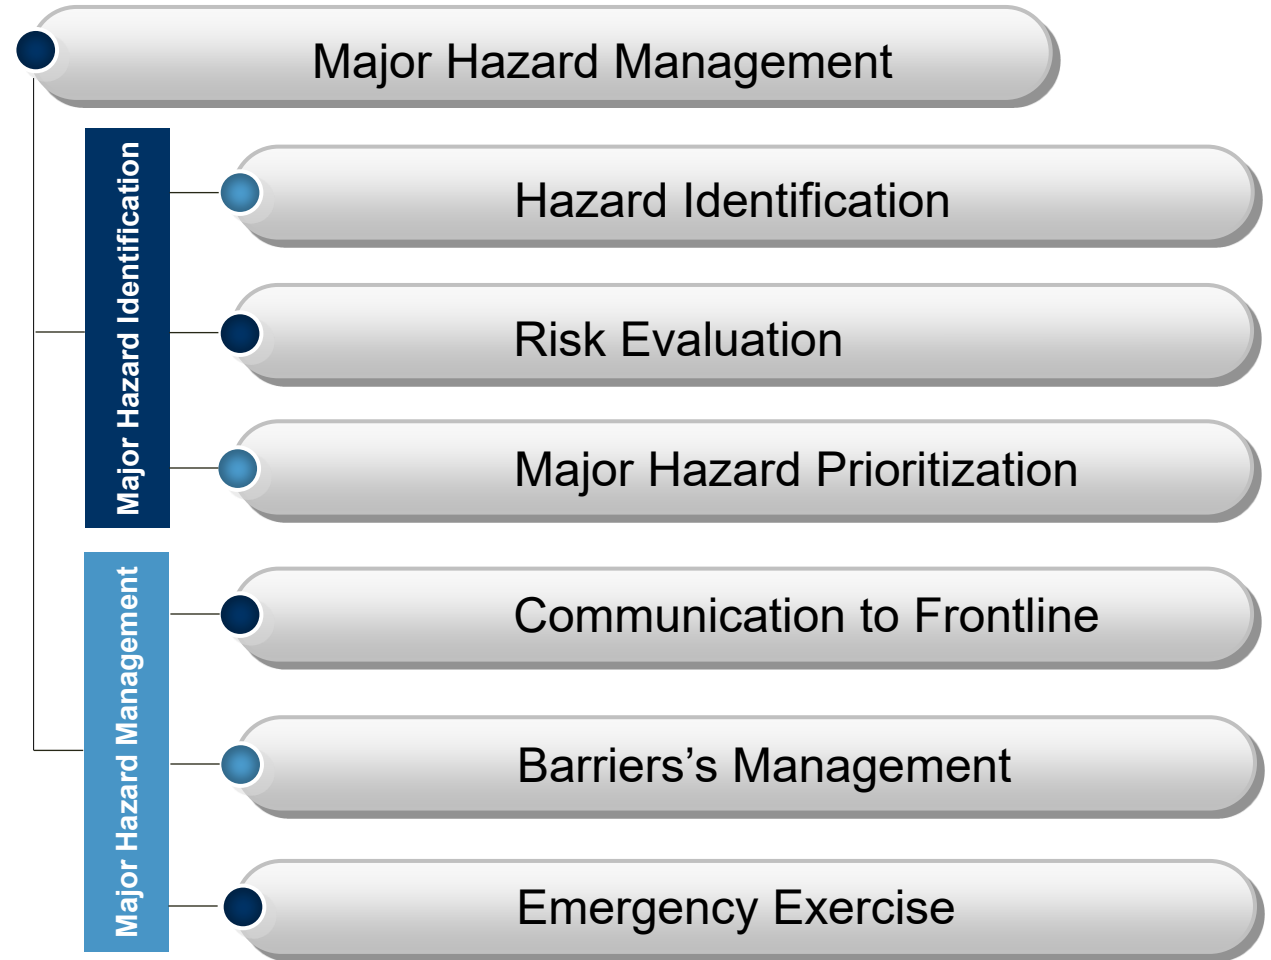 Major Hazard Management
Major Hazard Identification
Hazard Identification
Risk Evaluation
Major Hazard Prioritization
Major Hazard Management
Communication to Frontline
Barriers’s Management
Emergency Exercise